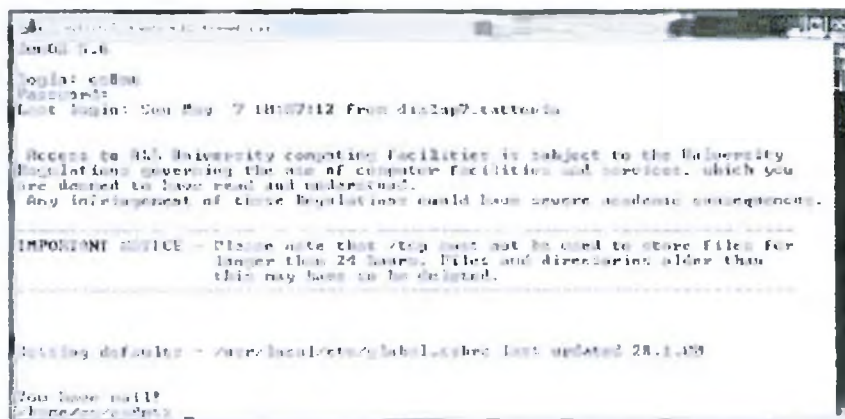 SunOS 5.6
login:
Password:
Last login: Sun May 7 18:07:12 from
Access to University computing facilities is subject to the University
Regulations governing the use of computer facilities and services, which you
are deemed to have read and understood.
Any infringement of these Regulations could have severe academic consequences.
IMPORTANT NOTICE - Please note that /tmp must not be used to store files for
longer than 24 hours. Files and directories older than
this may have to be deleted.
Setting defaults - last updated
You have mail!